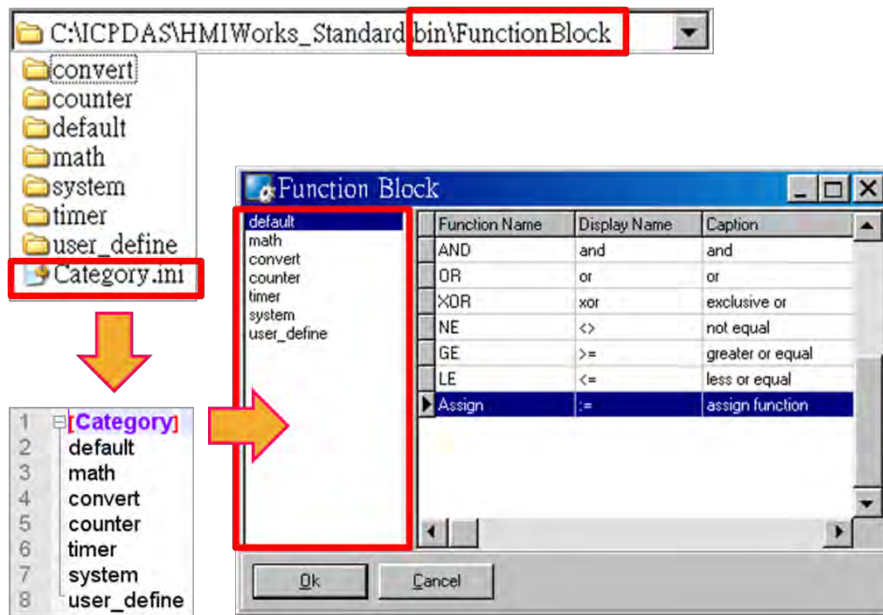 C:\ICPDAS\HMIWorks_Standard\bin\FunctionBlock
convert
counter
default
math
system
timer
user_define
Category.ini
1 [Category]
2 default
3 math
4 convert
5 counter
6 timer
7 system
8 user_define
Function Block
default
math
convert
counter
timer
system
user_define
Function Name Display Name Caption
AND and and
OR or or
XOR xor exclusive or
NE <> not equal
GE >= greater or equal
LE <= less or equal
Assign := assign function
Ok Cancel